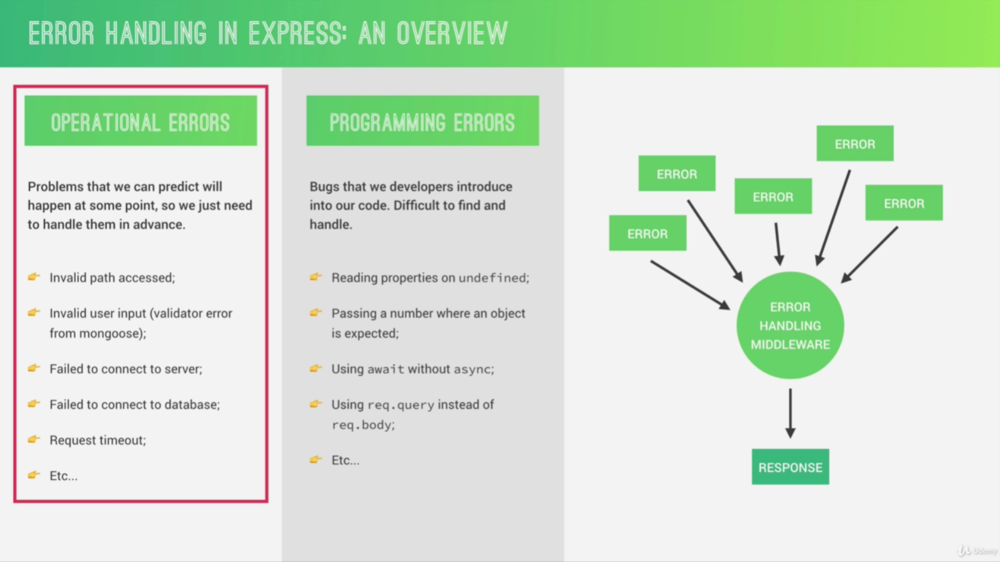 ERROR HANDLING IN EXPRESS: AN OVERVIEW
OPERATIONAL ERRORS
Problems that we can predict will
happen at some point, so we just need
to handle them in advance.
Invalid path accessed;
Invalid user input (validator error
from mongoose);
Failed to connect to server;
Failed to connect to database;
Request timeout;
Etc...
PROGRAMMING ERRORS
Bugs that we developers introduce
into our code. Difficult to find and
handle.
Reading properties on undefined;
Passing a number where an object
is expected;
Using await without async;
Using req.query instead of
req.body;
Etc...
ERROR
ERROR
ERROR
ERROR
ERROR
ERROR
HANDLING
MIDDLEWARE
RESPONSE
Udemy